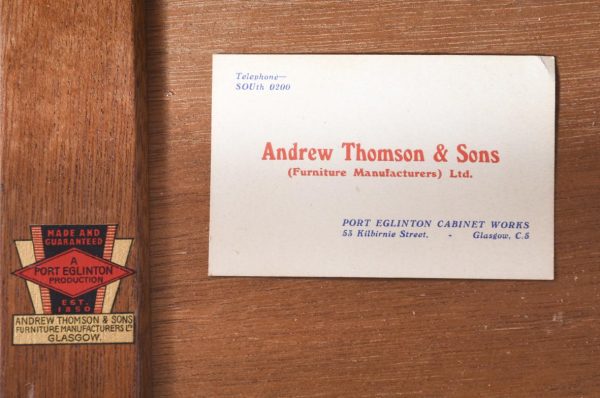 Telephone—
SOUth 0200
Andrew Thomson & Sons
(Furniture Manufacturers) Ltd.
PORT EGLINTON CABINET WORKS
53 Kilbirnie Street. - Glasgow, C.5
MADE AND
GUARANTEED
A
PORT EGLINTON
PRODUCTION
EST.
1850
ANDREW THOMSON & SONS
FURNITURE MANUFACTURERS LTD
GLASGOW.